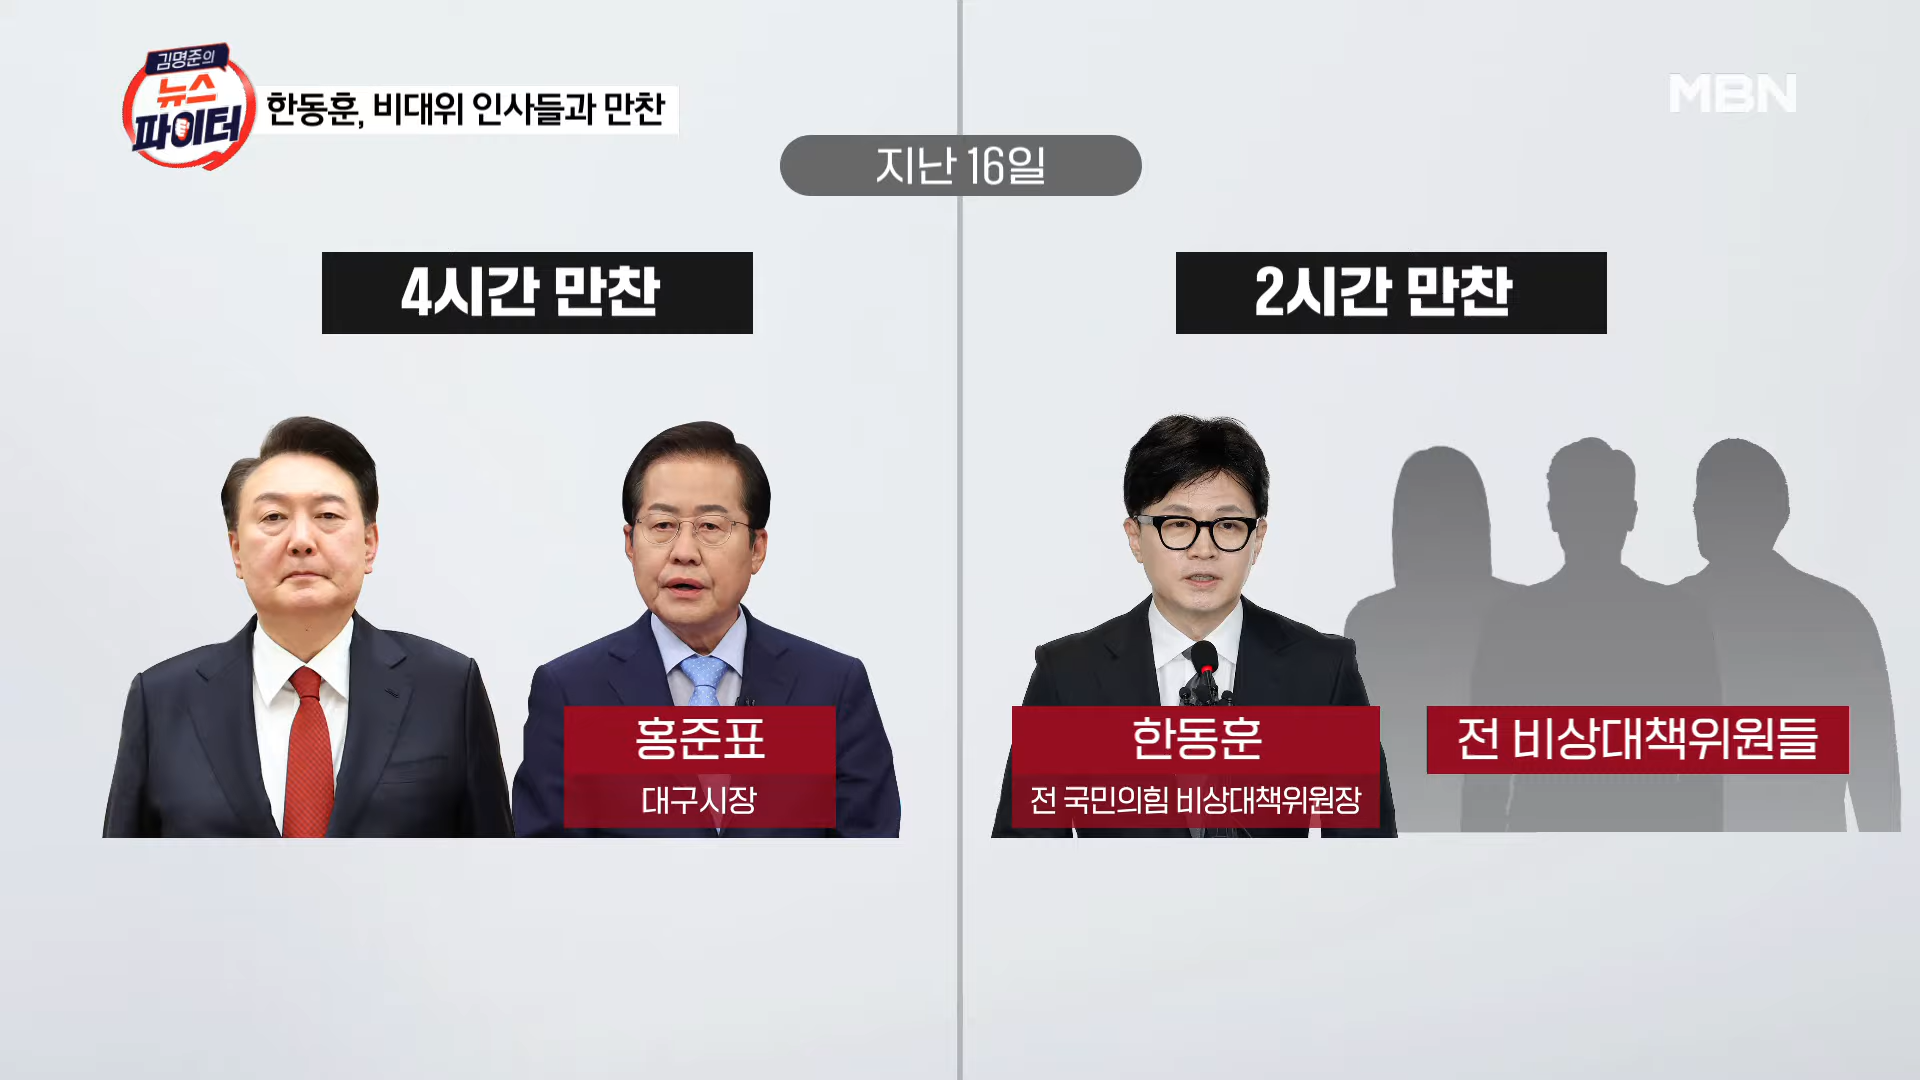 김명준의
뉴스
파이터
한동훈, 비대위 인사들과 만찬
MBN
지난 16일
4시간 만찬
2시간 만찬
홍준표
대구시장
한동훈
전 국민의힘 비상대책위원장
전 비상대책위원들